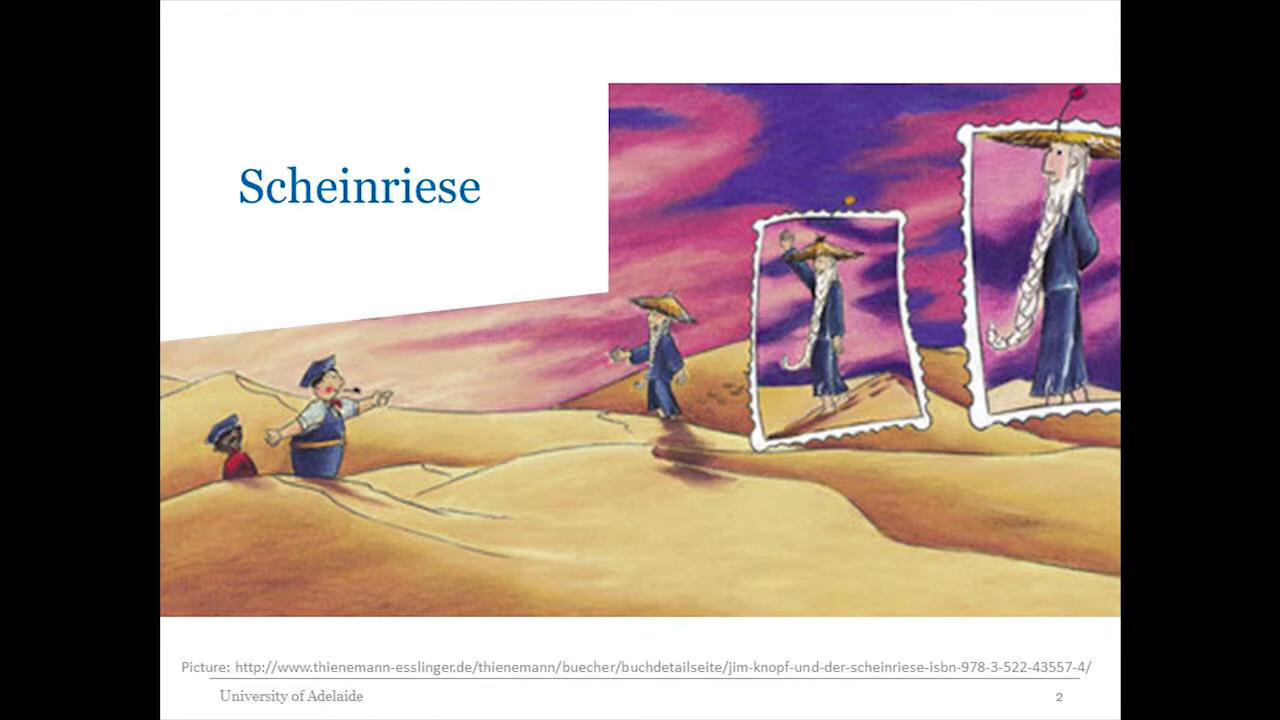 Scheinriese
Picture: http://www.thienemann-esslinger.de/thienemann/buecher/buchdetailseite/jim-knopf-und-der-scheinriese-isbn-978-3-522-43557-4/
University of Adelaide
2